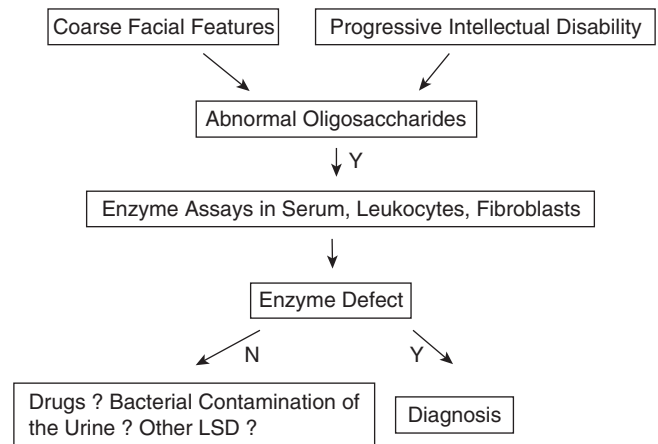 Coarse Facial Features
Progressive Intellectual Disability
Abnormal Oligosaccharides
Y
Enzyme Assays in Serum, Leukocytes, Fibroblasts
Enzyme Defect
N
Y
Drugs ? Bacterial Contamination of
the Urine ? Other LSD ?
Diagnosis